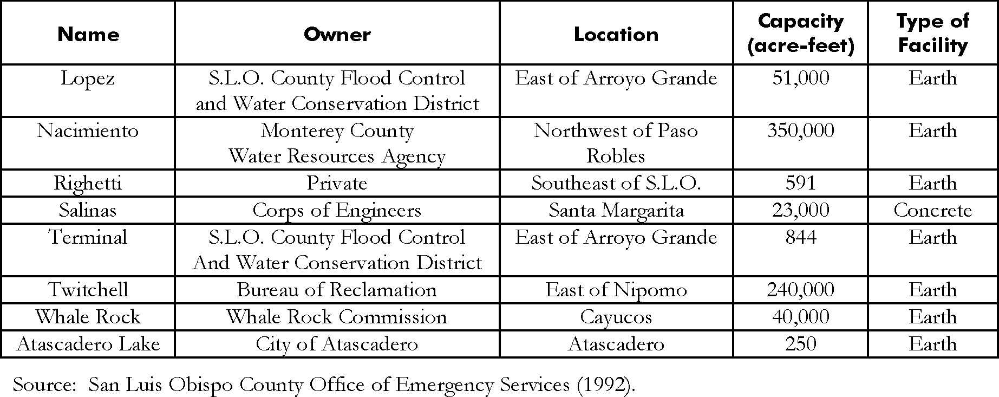 Name Owner Location Capacity (acre-feet) Type of Facility
Lopez S.L.O. County Flood Control and Water Conservation District East of Arroyo Grande 51,000 Earth
Nacimiento Monterey County Water Resources Agency Northwest of Paso Robles 350,000 Earth
Righetti Private Southeast of S.L.O. 591 Earth
Salinas Corps of Engineers Santa Margarita 23,000 Concrete
Terminal S.L.O. County Flood Control And Water Conservation District East of Arroyo Grande 844 Earth
Twitchell Bureau of Reclamation East of Nipomo 240,000 Earth
Whale Rock Whale Rock Commission Cayucos 40,000 Earth
Atascadero Lake City of Atascadero Atascadero 250 Earth
Source: San Luis Obispo County Office of Emergency Services (1992).